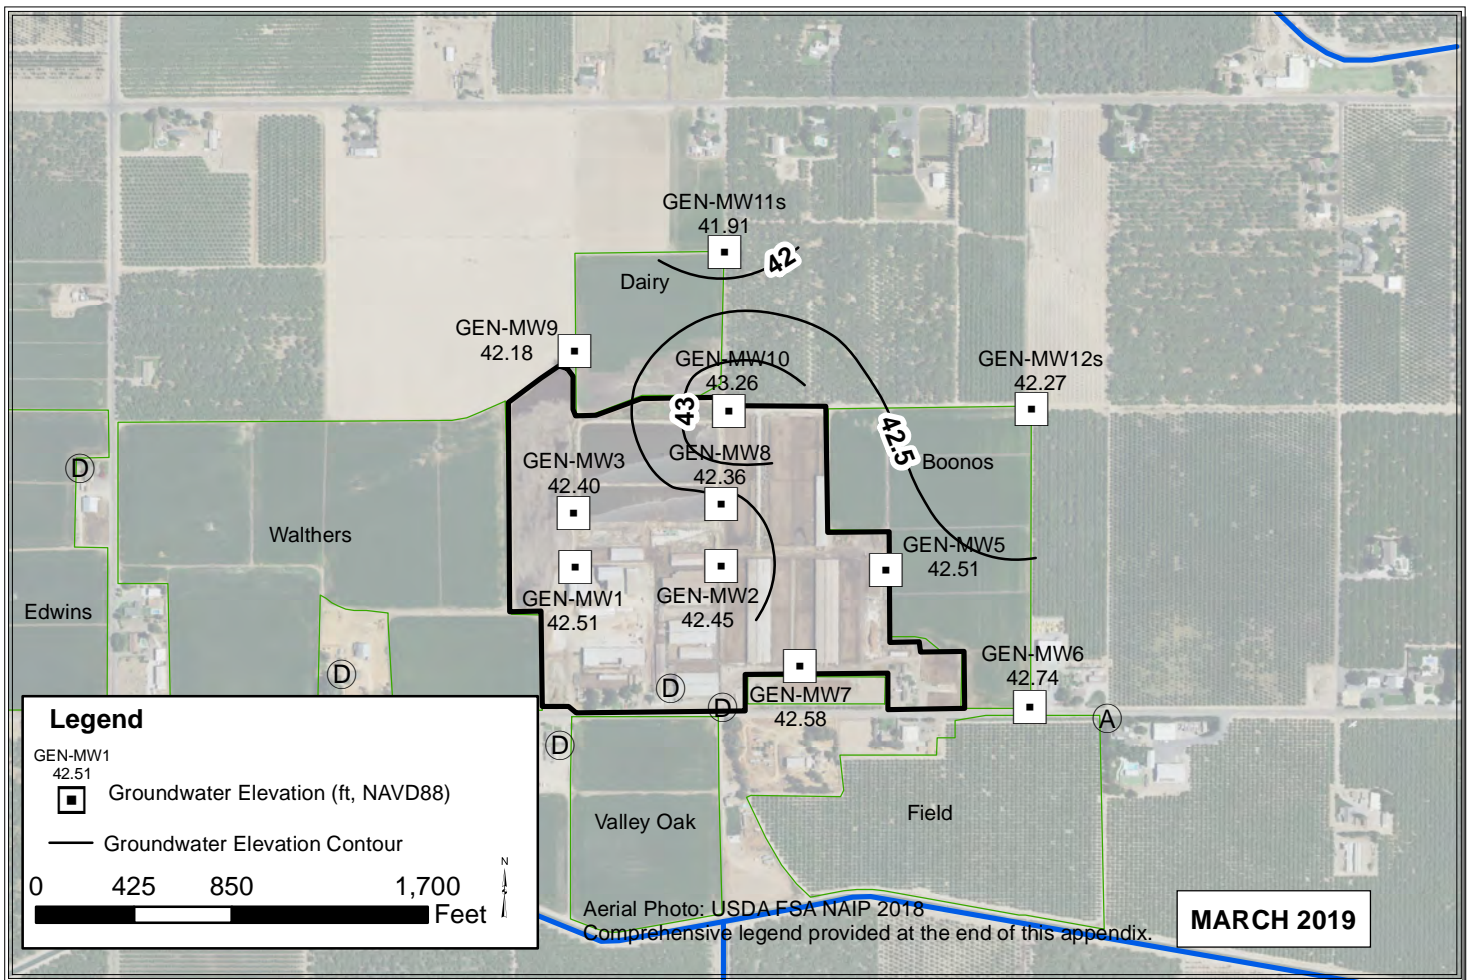 GEN-MW11s
41.91
42
Dairy
GEN-MW9
42.18
GEN-MW10
43.26
GEN-MW12s
42.27
43
42.5
GEN-MW3
42.40
GEN-MW8
42.36
Boonos
D
Walthers
GEN-MW5
42.51
Edwins
GEN-MW1
42.51
GEN-MW2
42.45
GEN-MW6
42.74
D
D
D
GEN-MW7
42.58
A
D
Valley Oak
Field
Legend
GEN-MW1
42.51
Groundwater Elevation (ft, NAVD88)
Groundwater Elevation Contour
N
0 425 850 1,700
Feet
Aerial Photo: USDA FSA NAIP 2018
Comprehensive legend provided at the end of this appendix.
MARCH 2019